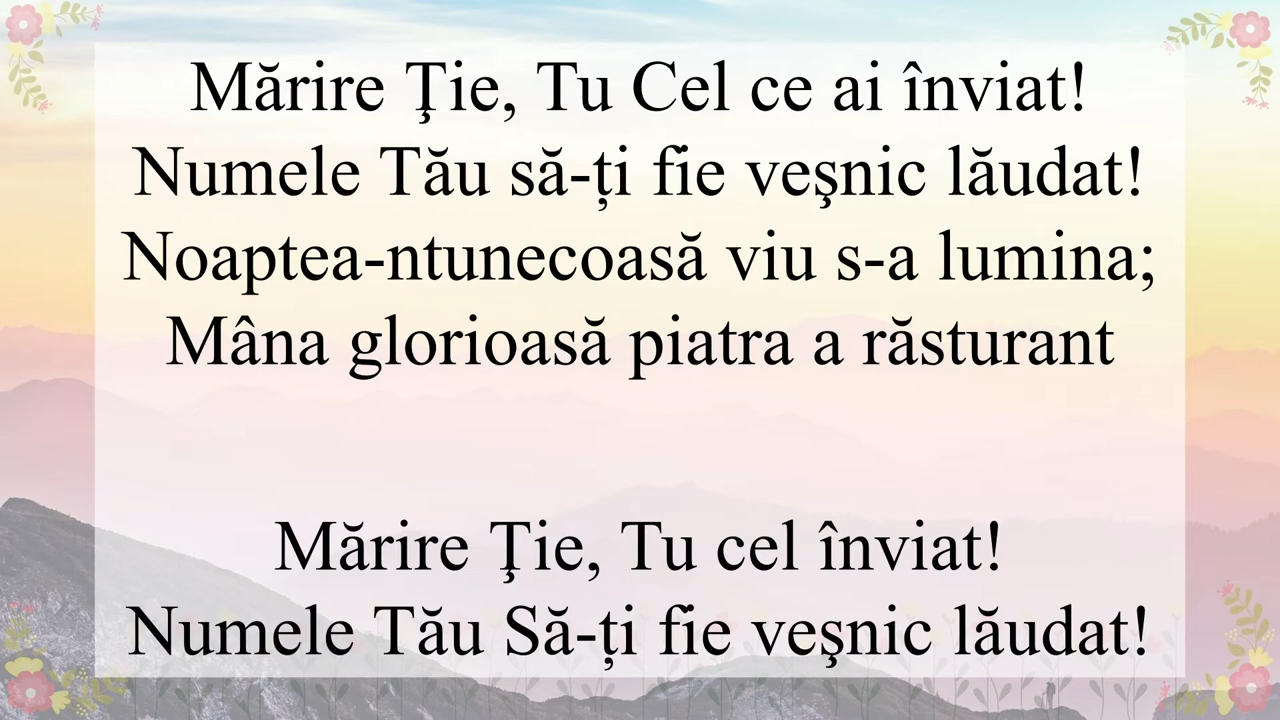 Mărire Ţie, Tu Cel ce ai înviat!
Numele Tău să-ți fie veşnic lăudat!
Noaptea-ntunecoasă viu s-a lumina;
Mâna glorioasă piatra a răsturant
Mărire Ţie, Tu cel înviat!
Numele Tău Să-ți fie veşnic lăudat!